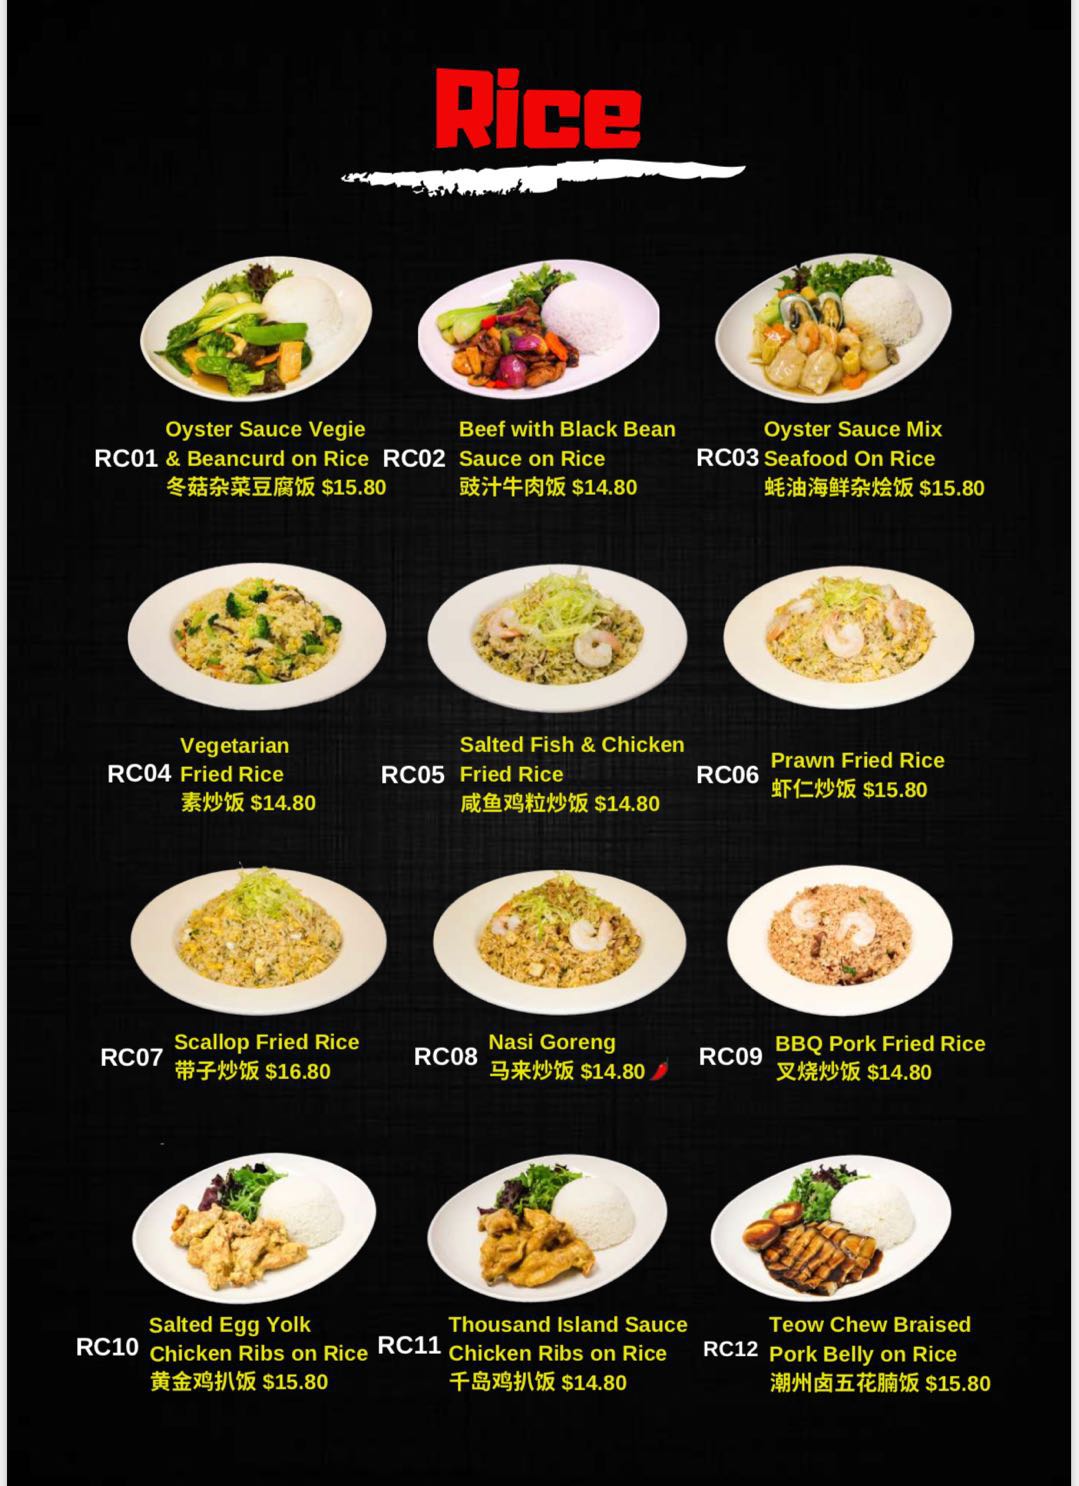 Rice
RC01
Oyster Sauce Vegie
& Beancurd on Rice
冬菇杂菜豆腐饭 $15.80
RC02
Beef with Black Bean
Sauce on Rice
豉汁牛肉饭 $14.80
RC03
Oyster Sauce Mix
Seafood On Rice
蚝油海鲜杂烩饭 $15.80
RC04
Vegetarian
Fried Rice
素炒饭 $14.80
RC05
Salted Fish & Chicken
Fried Rice
咸鱼鸡粒炒饭 $14.80
RC06
Prawn Fried Rice
虾仁炒饭 $15.80
RC07
Scallop Fried Rice
带子炒饭 $16.80
RC08
Nasi Goreng
马来炒饭 $14.80
RC09
BBQ Pork Fried Rice
叉烧炒饭 $14.80
RC10
Salted Egg Yolk
Chicken Ribs on Rice
黄金鸡扒饭 $15.80
RC11
Thousand Island Sauce
Chicken Ribs on Rice
千岛鸡扒饭 $14.80
RC12
Teow Chew Braised
Pork Belly on Rice
潮州卤五花腩饭 $15.80